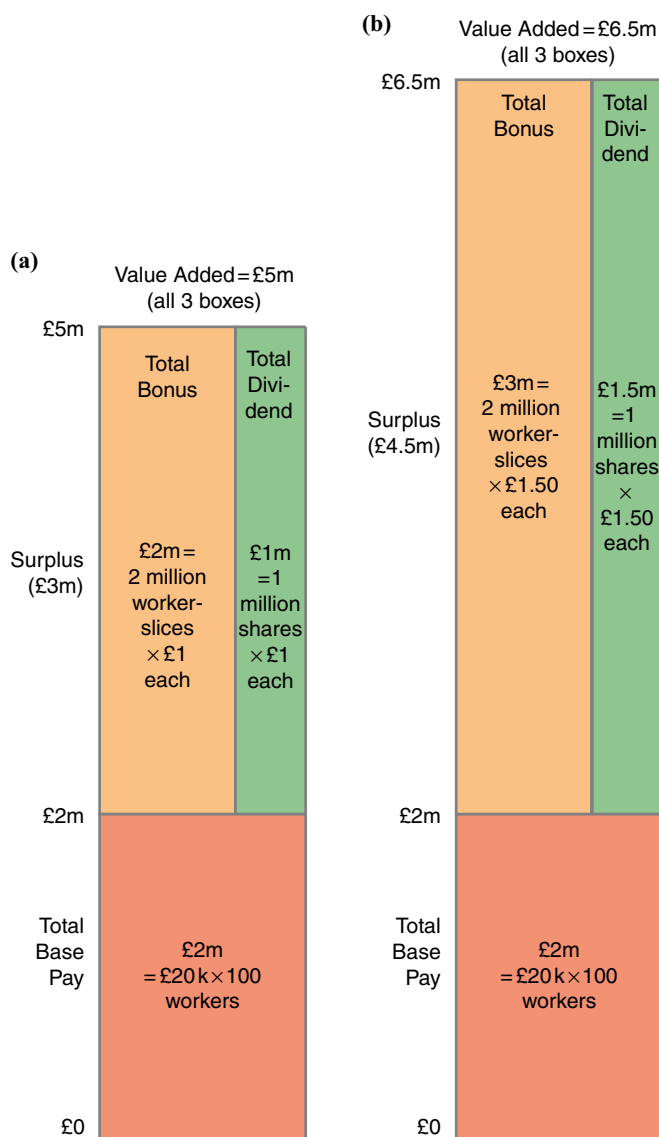 (a)
Value Added=£5m
(all 3 boxes)
£5m
Total
Bonus
Total
Divi-
dend
Surplus
(£3m)
£2m=
2 million
worker-
slices
×£1
each
£1m
=1
million
shares
×£1
each
£2m
Total
Base
Pay
£2m
=£20k×100
workers
£0
(b)
Value Added=£6.5m
(all 3 boxes)
£6.5m
Total
Bonus
Total
Divi-
dend
Surplus
(£4.5m)
£3m=
2 million
worker-
slices
×£1.50
each
£1.5m
=1
million
shares
×
£1.50
each
£2m
Total
Base
Pay
£2m
=£20k×100
workers
£0